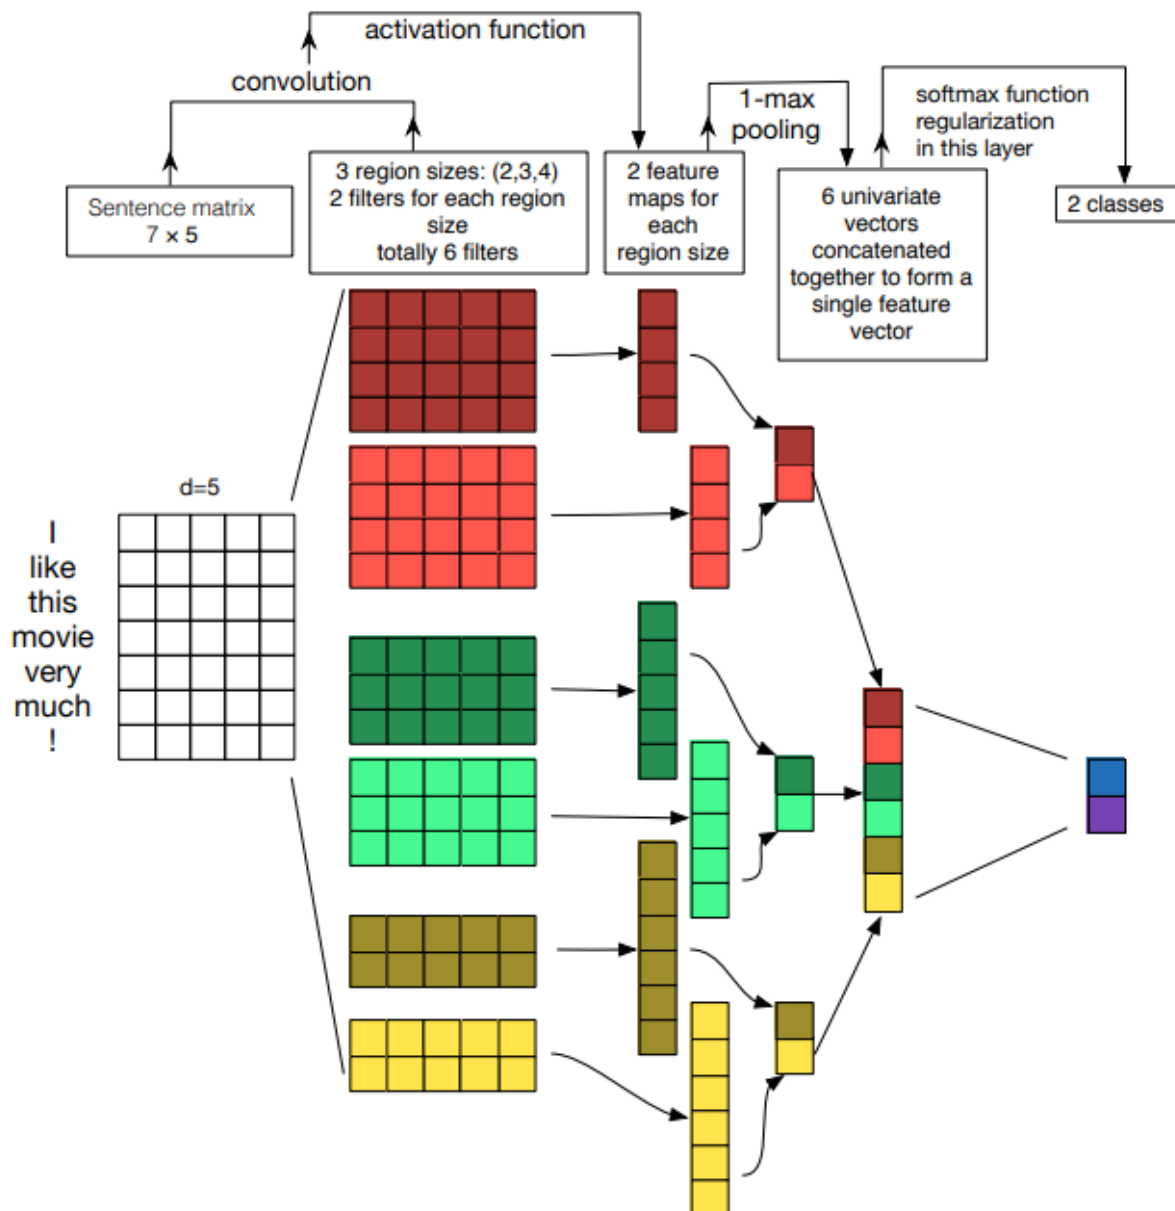 activation function
convolution
1-max
pooling
softmax function
regularization
in this layer
Sentence matrix
7 × 5
3 region sizes: (2,3,4)
2 filters for each region
size
totally 6 filters
2 feature
maps for
each
region size
6 univariate
vectors
concatenated
together to form a
single feature
vector
2 classes
d=5
I
like
this
movie
very
much
!